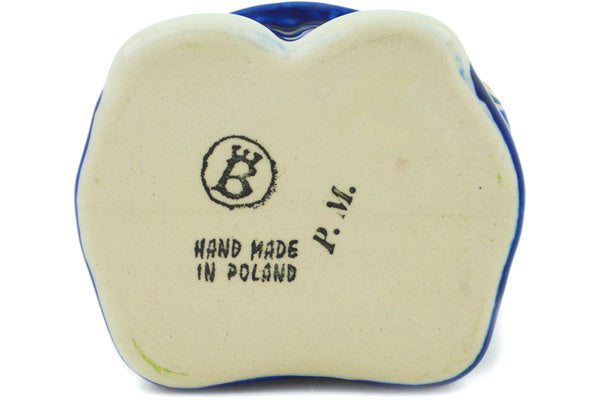 B
HAND MADE
IN POLAND
P. M.